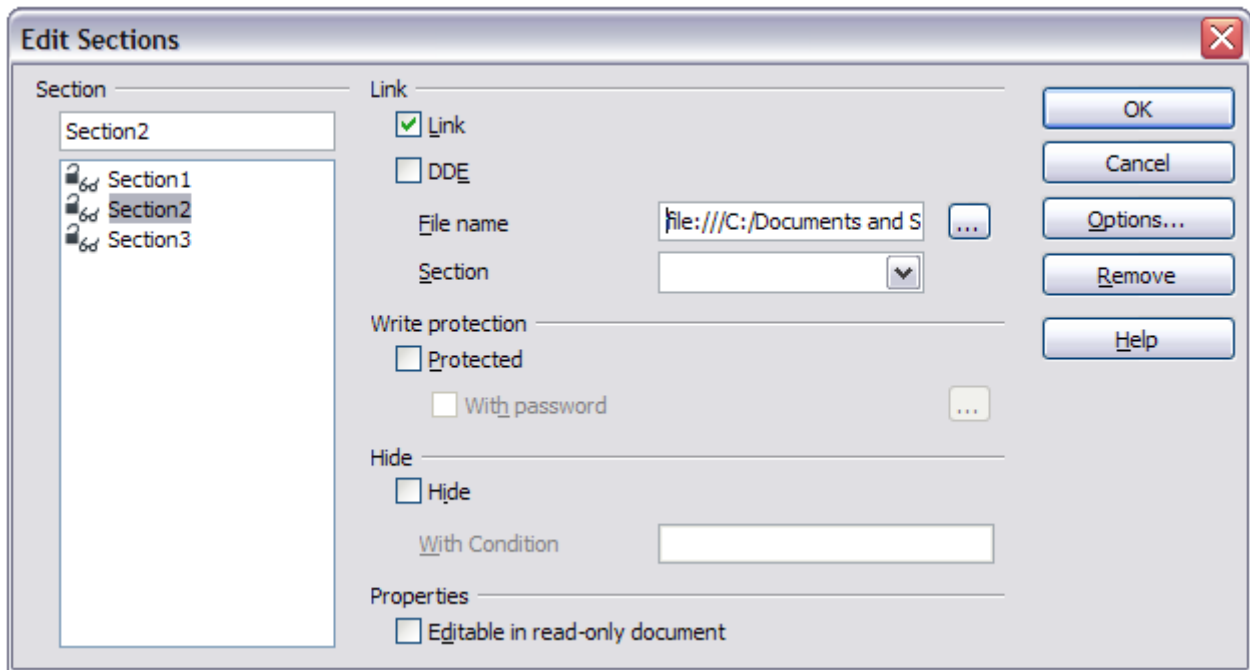 Edit Sections
Section
Section2
Section1
Section2
Section3
Link
Link
DDE
File name
file:///C:/Documents and S
...
Section
Write protection
Protected
With password
...
Hide
Hide
With Condition
Properties
Editable in read-only document
OK
Cancel
Options...
Remove
Help